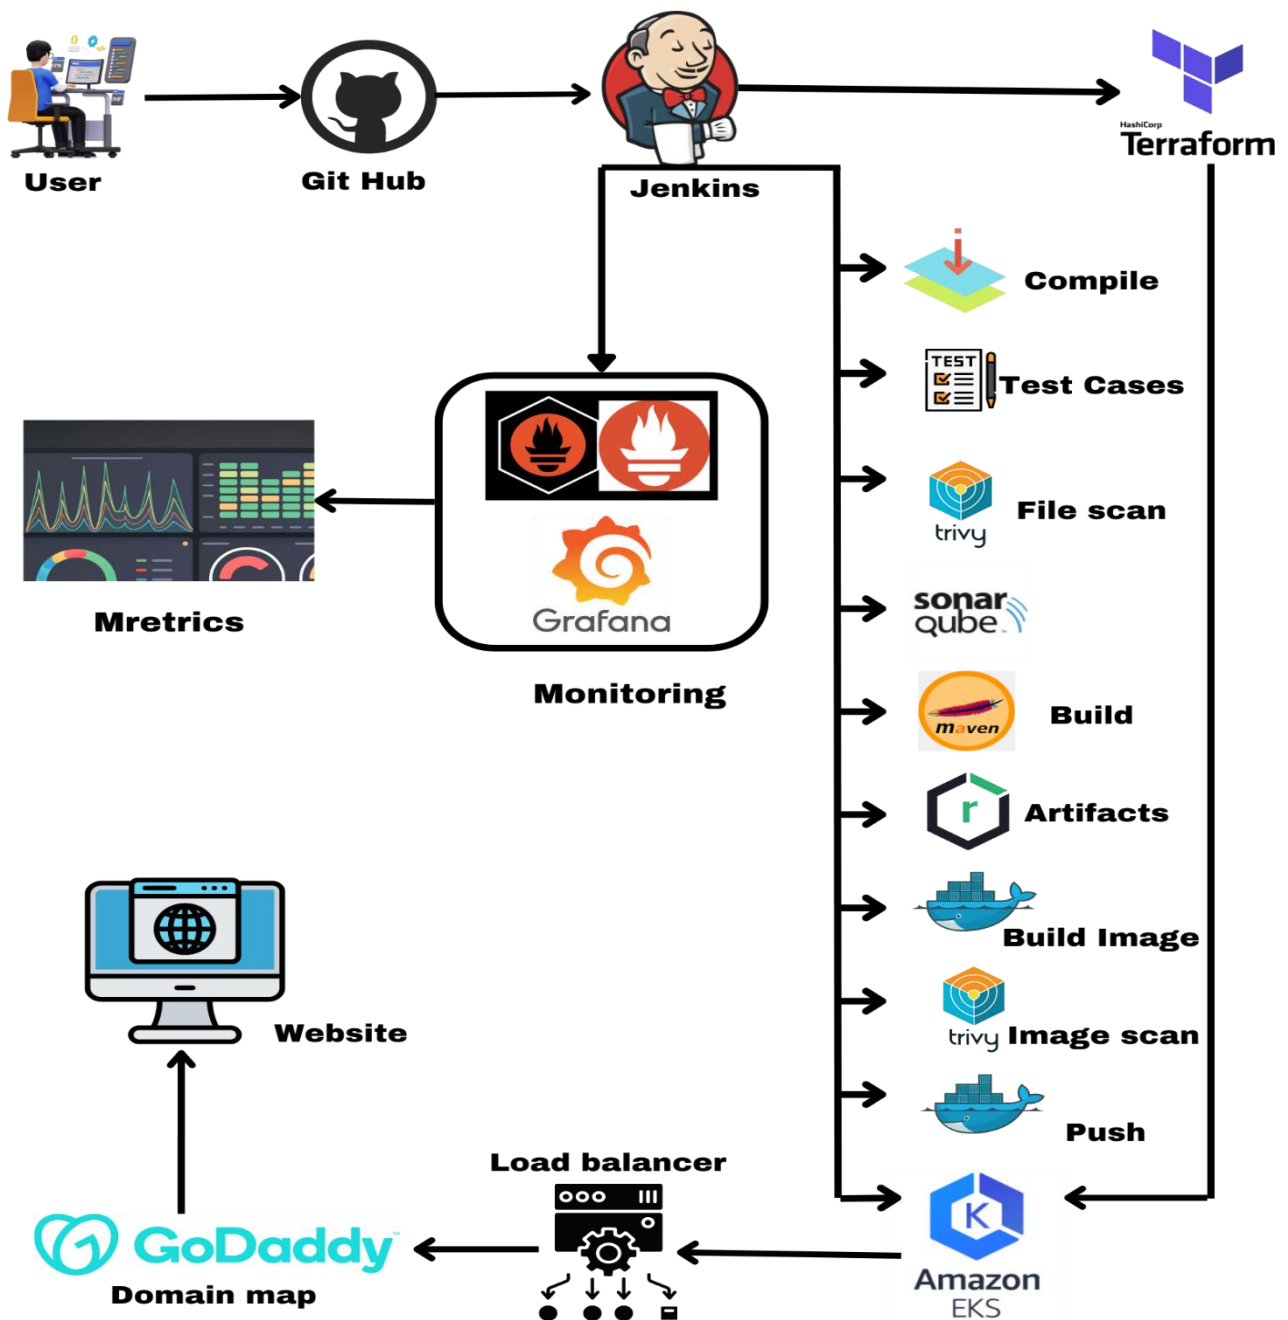 User
Git Hub
Jenkins
HashiCorp
Terraform
Compile
TEST
Test Cases
trivy
File scan
sonar
qube
maven
Build
r
Artifacts
Build Image
trivy
Image scan
Push
K
Amazon
EKS
Grafana
Monitoring
Mretrics
Load balancer
GoDaddy
Domain map
Website